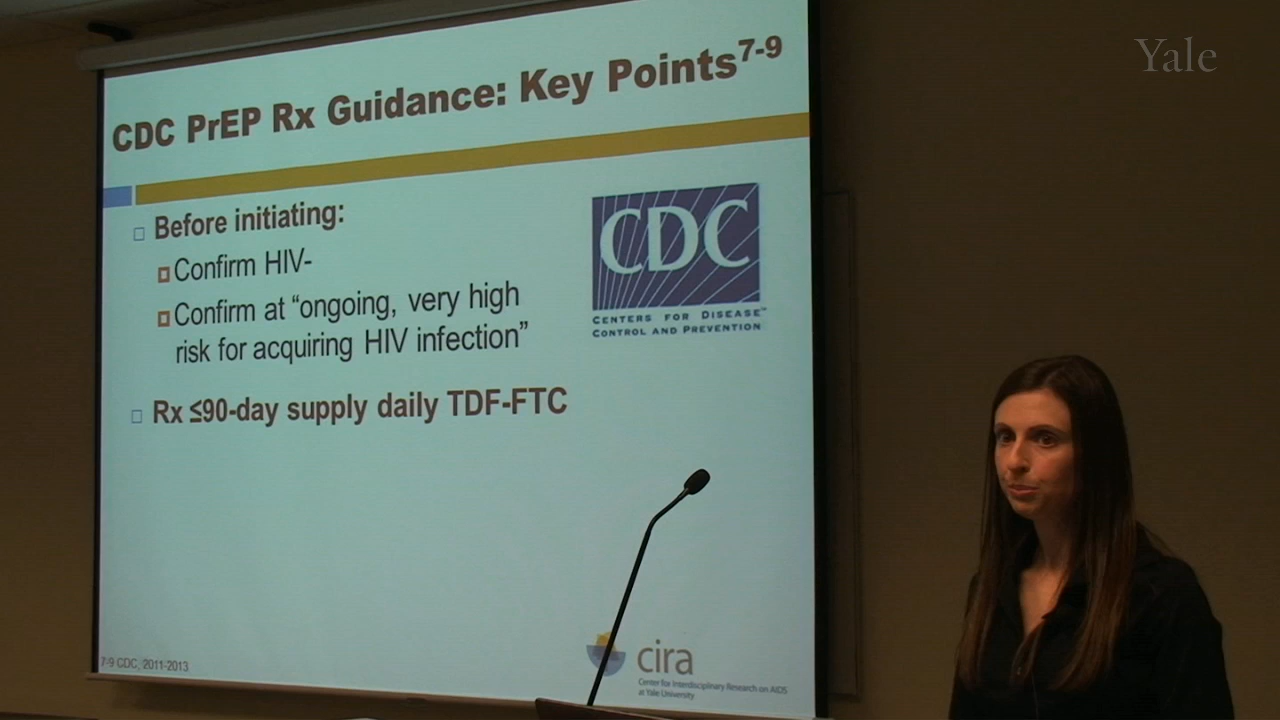 Yale
CDC PrEP Rx Guidance: Key Points7-9
Before initiating:
Confirm HIV-
Confirm at “ongoing, very high
risk for acquiring HIV infection”
Rx ≤90-day supply daily TDF-FTC
CDC
CENTERS FOR DISEASE™
CONTROL AND PREVENTION
7-9 CDC, 2011-2013
cira
Center for Interdisciplinary Research on AIDS
at Yale University